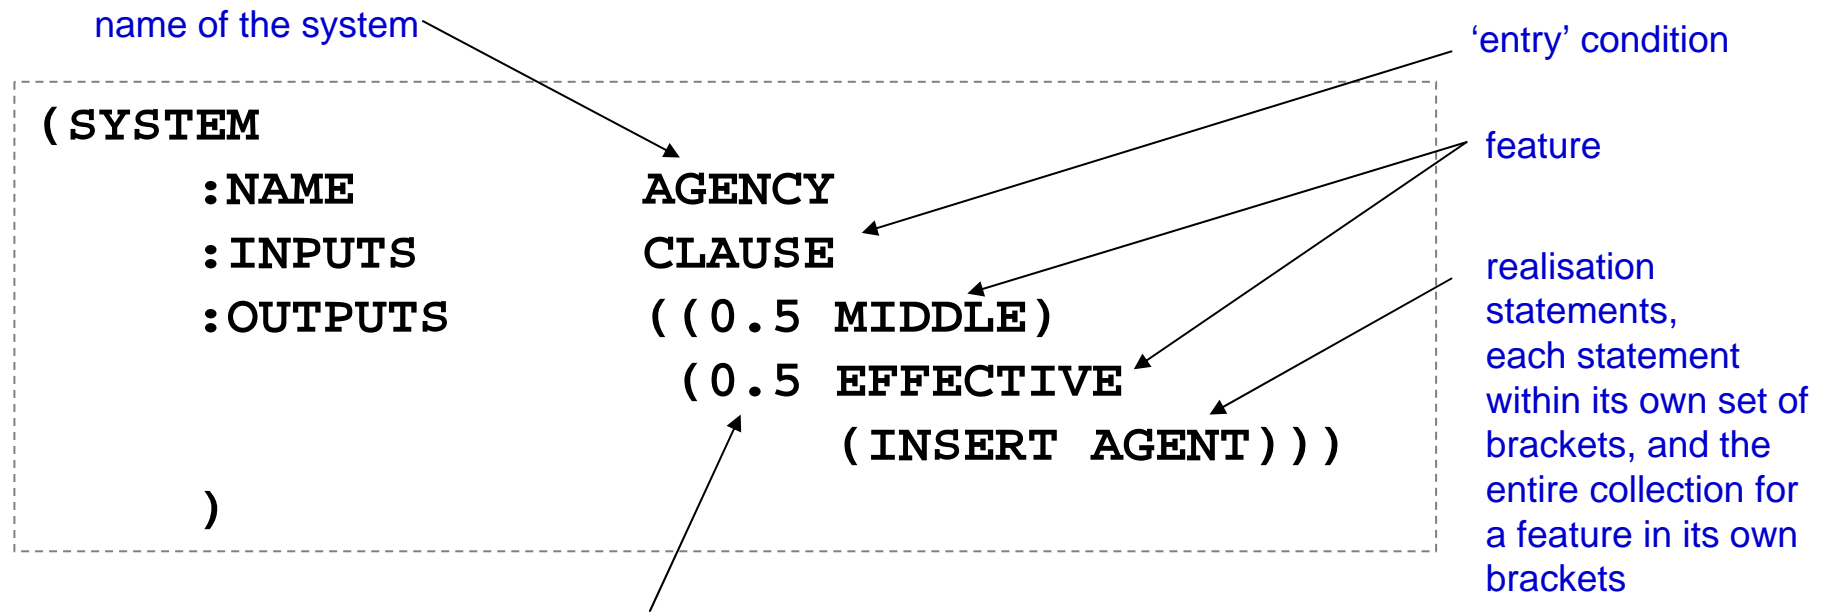 name of the system
‘entry’ condition
(SYSTEM
:NAME AGENCY
:INPUTS CLAUSE
:OUTPUTS ((0.5 MIDDLE)
(0.5 EFFECTIVE
(INSERT AGENT)))
)
feature
realisation
statements,
each statement
within its own set of
brackets, and the
entire collection for
a feature in its own
brackets